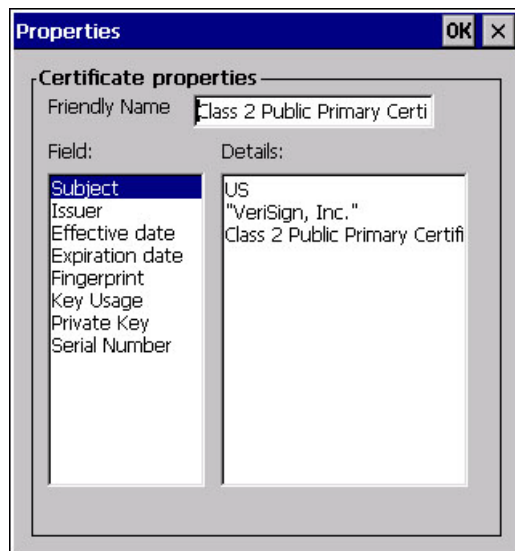 Properties OK ×
Certificate properties
Friendly Name Class 2 Public Primary Certi
Field: Details:
Subject
Issuer
Effective date
Expiration date
Fingerprint
Key Usage
Private Key
Serial Number
US
"VeriSign, Inc."
Class 2 Public Primary Certifi